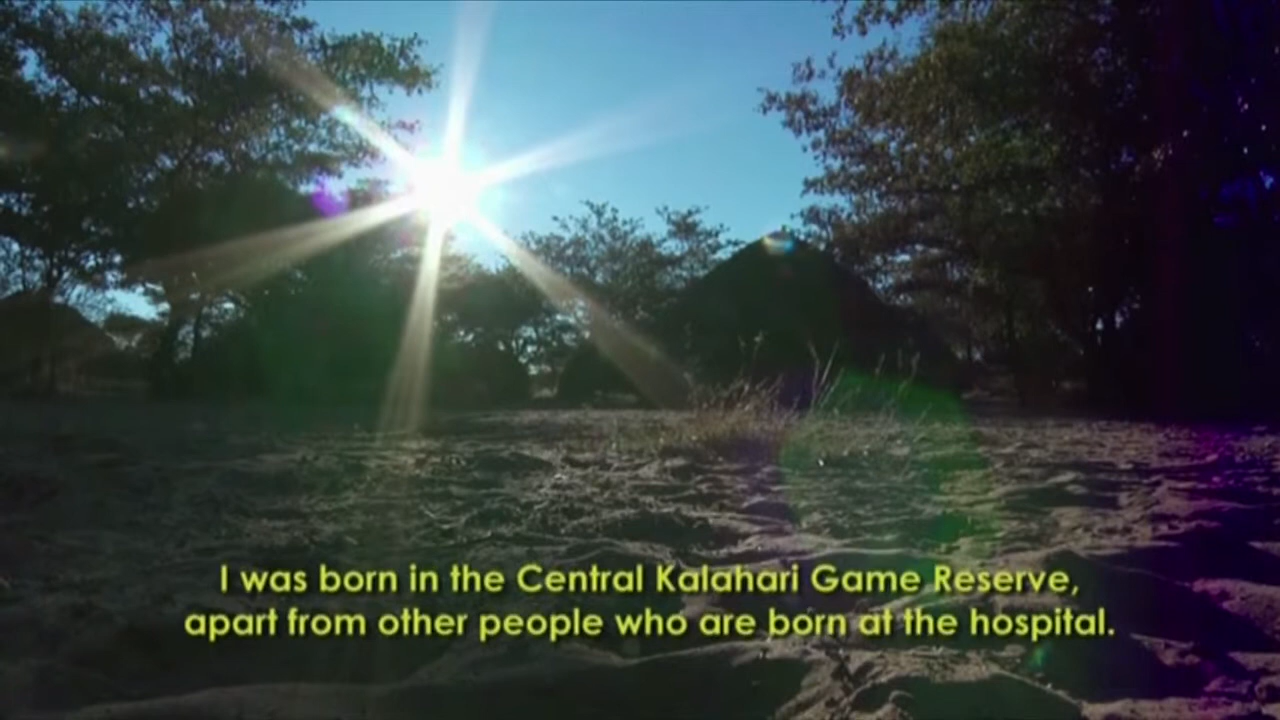 I was born in the Central Kalahari Game Reserve,
apart from other people who are born at the hospital.